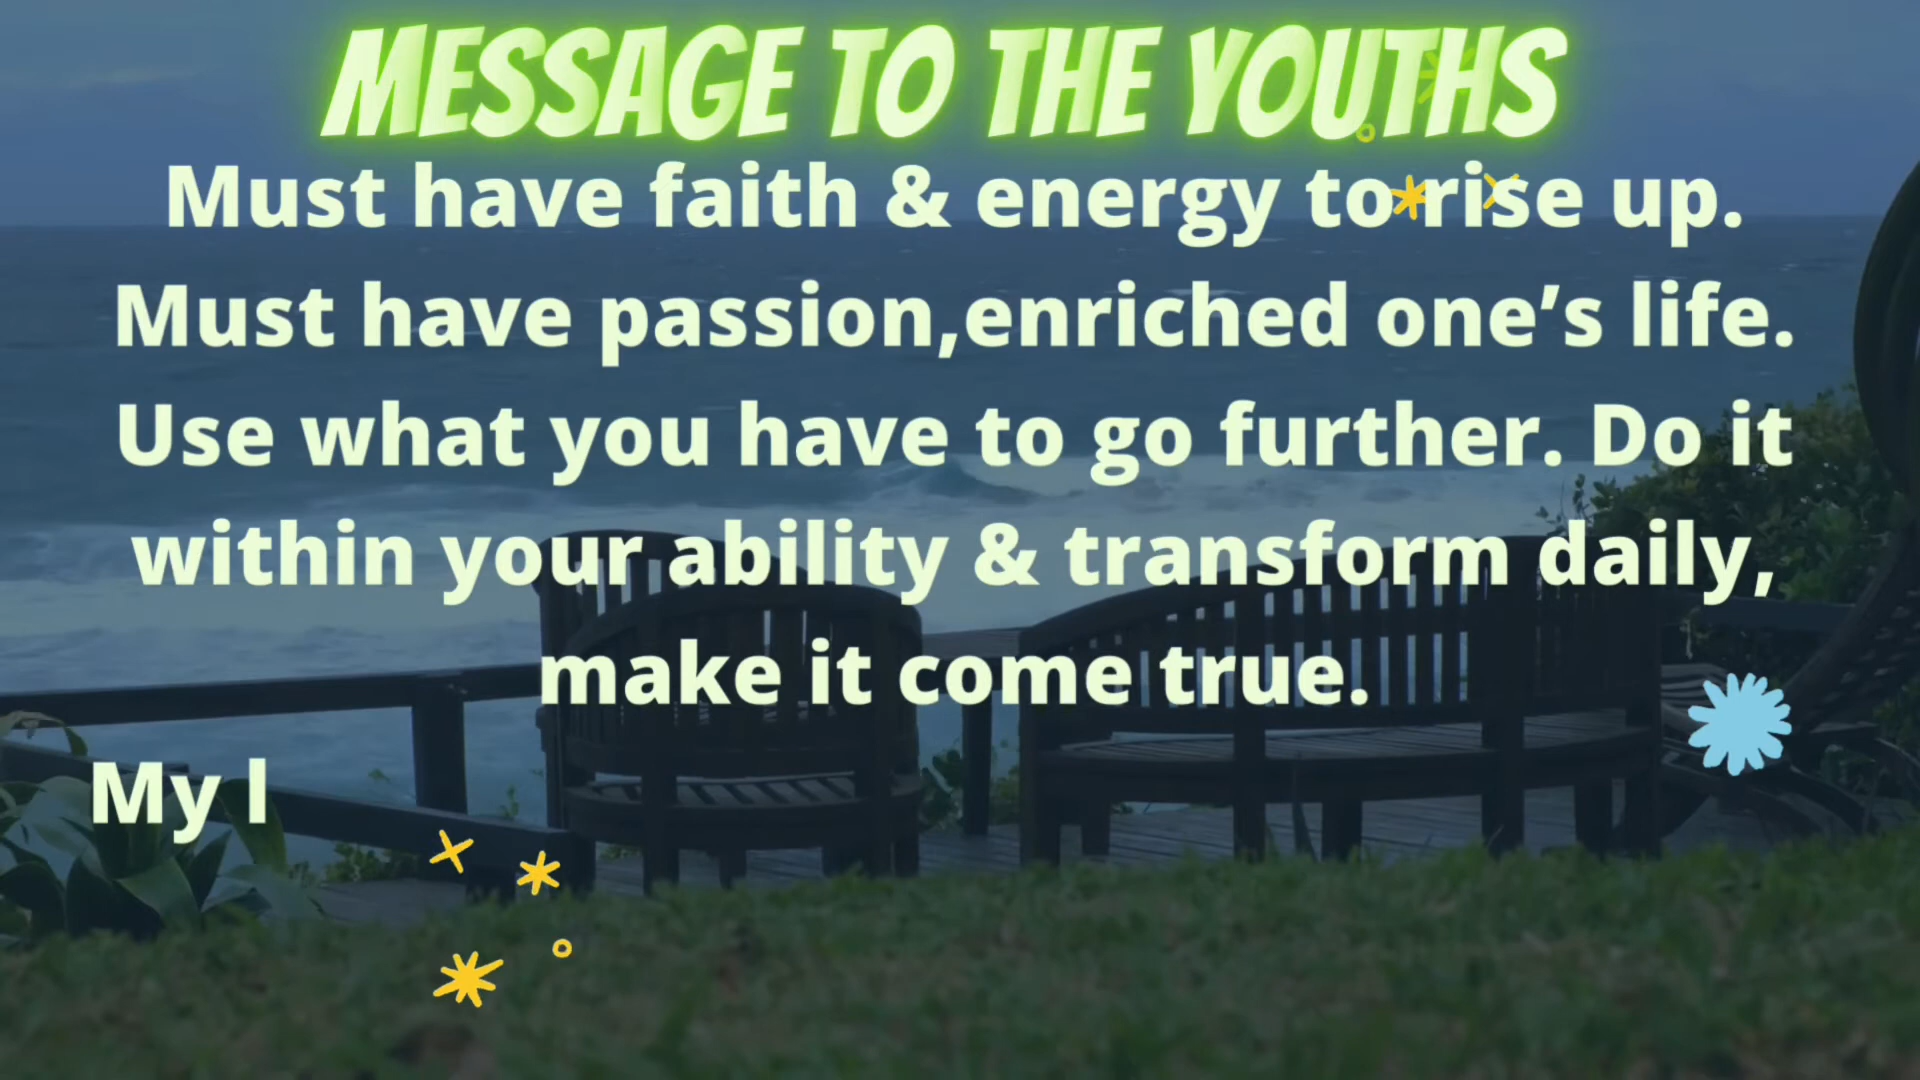 MESSAGE TO THE YOUTHS
Must have faith & energy to rise up.
Must have passion,enriched one’s life.
Use what you have to go further. Do it
within your ability & transform daily,
make it come true.
My l